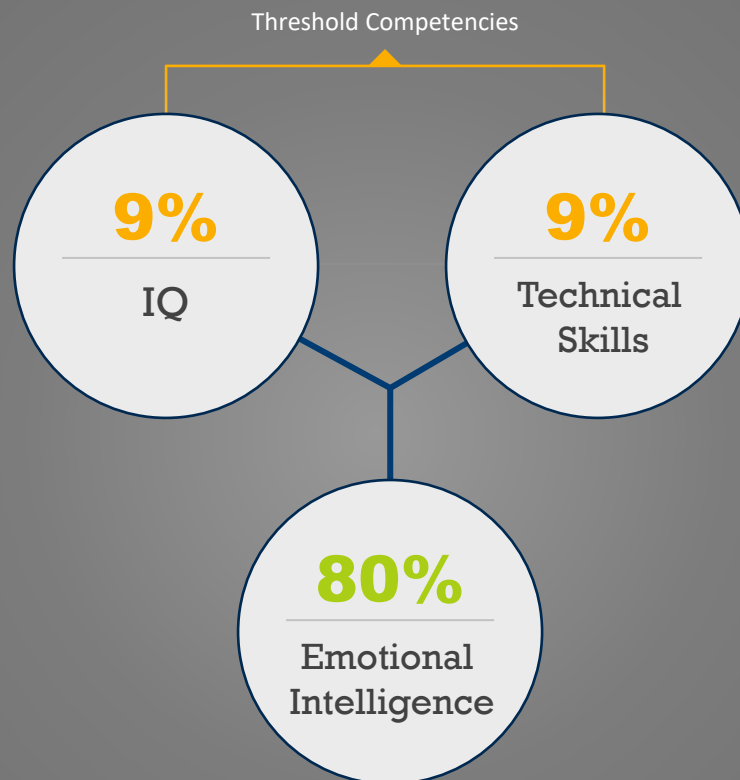 Threshold Competencies
9%
IQ
9%
Technical
Skills
80%
Emotional
Intelligence